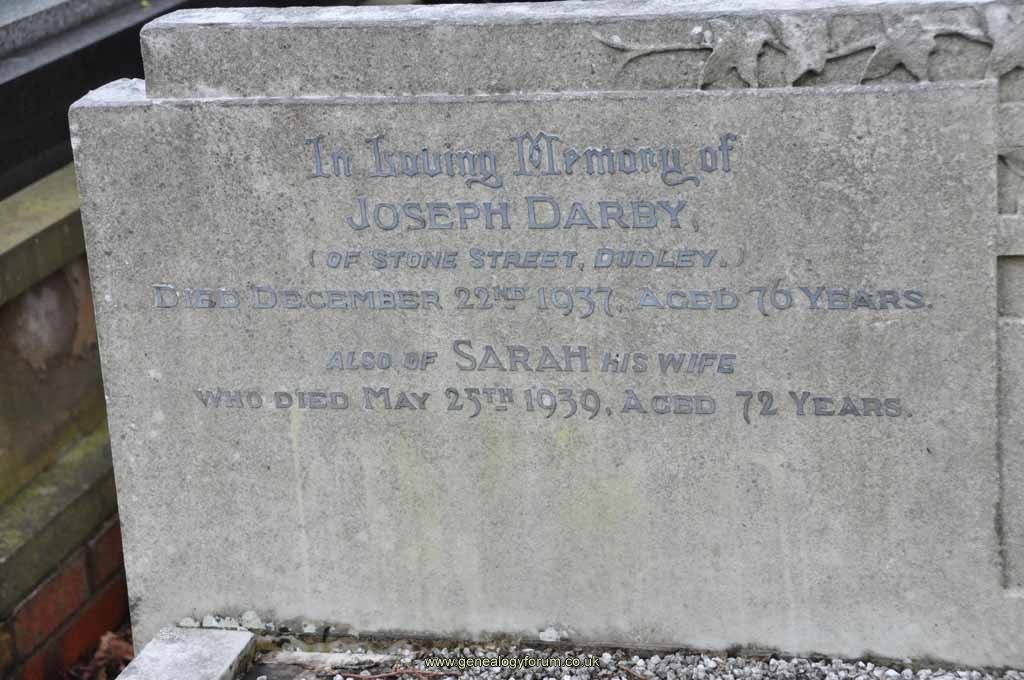 In Loving Memory of
JOSEPH DARBY,
(OF STONE STREET, DUDLEY.)
DIED DECEMBER 22ND 1937, AGED 76 YEARS.
ALSO OF SARAH HIS WIFE
WHO DIED MAY 25TH 1939, AGED 72 YEARS.
www.genealogyforum.co.uk